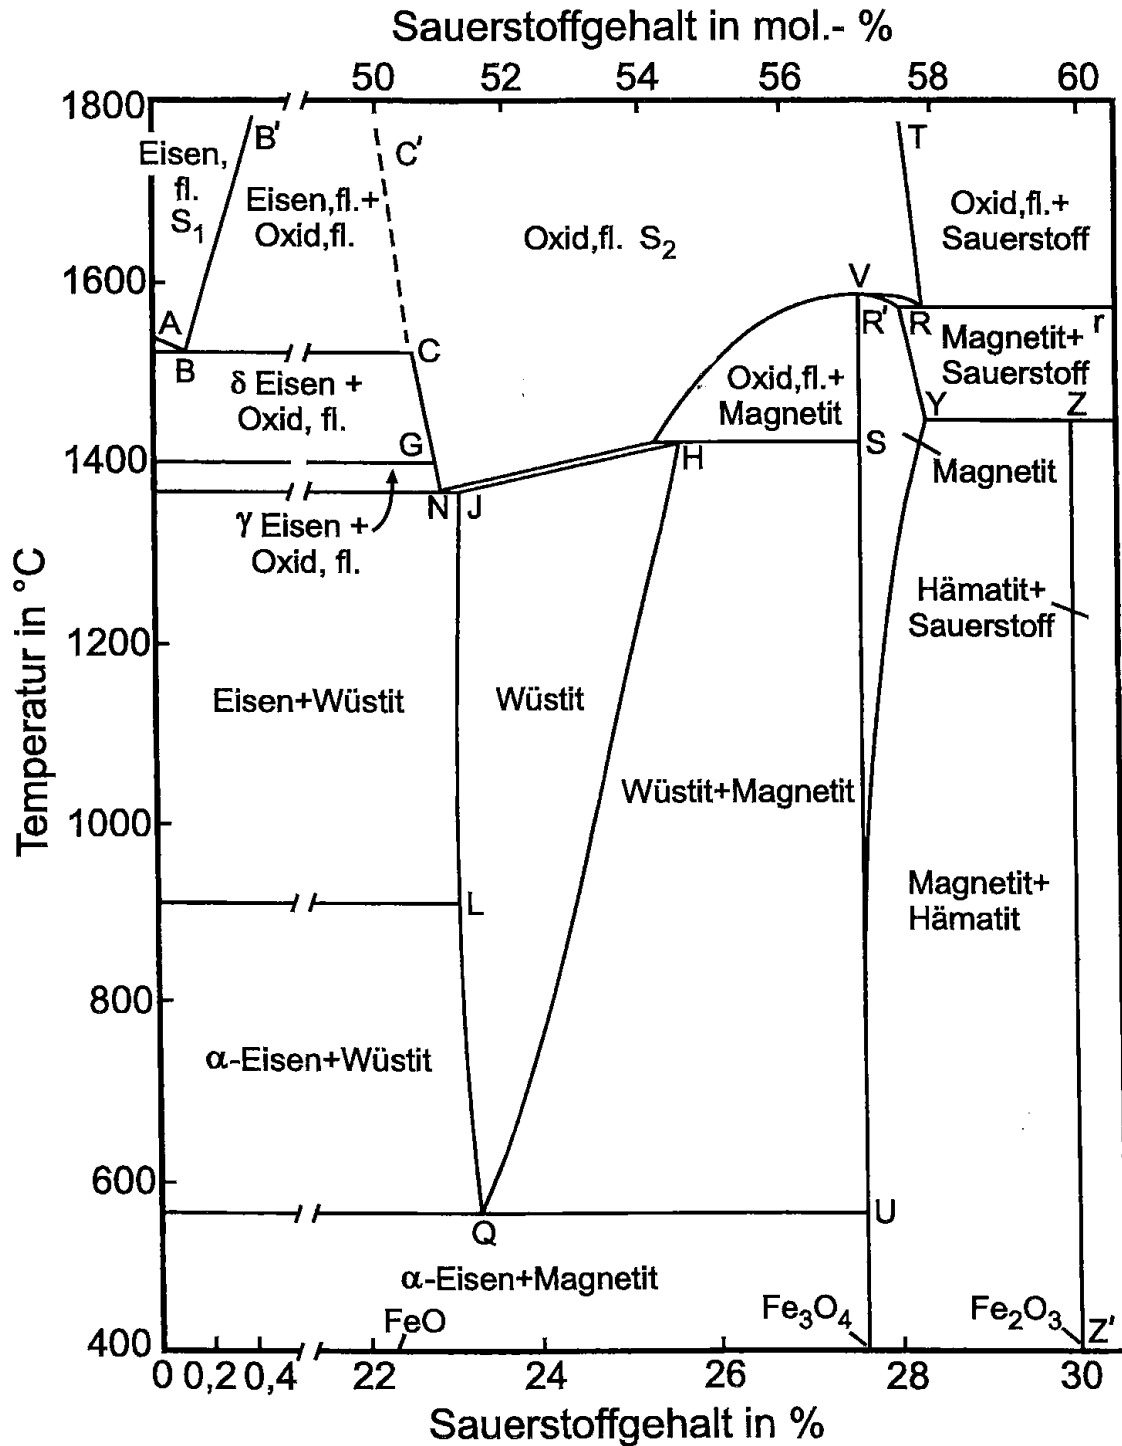 Sauerstoffgehalt in mol.- %
50 52 54 56 58 60
1800
B'
T
C'
Eisen,
fl.
S1
Eisen,fl.+
Oxid,fl.
Oxid,fl. S2
Oxid,fl.+
Sauerstoff
1600
V
A
R' R r
B
C
Magnetit+
Sauerstoff
δ Eisen +
Oxid, fl.
Oxid,fl.+
Magnetit
Y Z
G
1400
H
S
Magnetit
N J
γ Eisen +
Oxid, fl.
Hämatit+
Sauerstoff
1200
Temperatur in °C
Eisen+Wüstit
Wüstit
Wüstit+Magnetit
1000
Magnetit+
Hämatit
L
800
α-Eisen+Wüstit
600
Q
U
α-Eisen+Magnetit
FeO
Fe3O4
Fe2O3
Z'
400
0 0,2 0,4 22 24 26 28 30
Sauerstoffgehalt in %